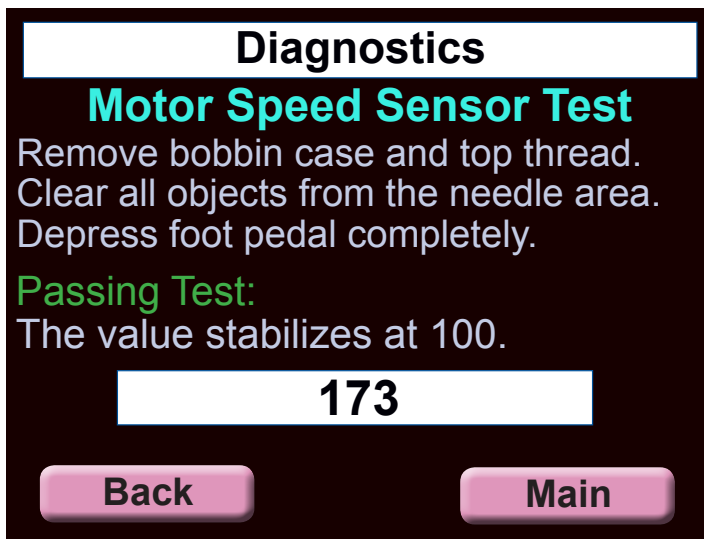 Diagnostics
Motor Speed Sensor Test
Remove bobbin case and top thread.
Clear all objects from the needle area.
Depress foot pedal completely.
Passing Test:
The value stabilizes at 100.
173
Back
Main